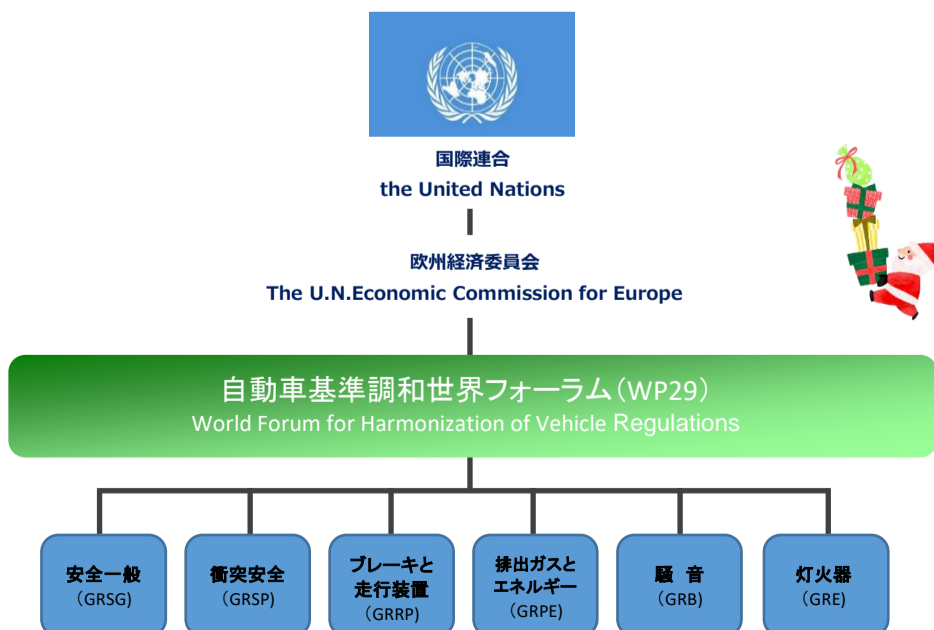 国際連合
the United Nations
欧州経済委員会
The U.N.Economic Commission for Europe
自動車基準調和世界フォーラム（WP29）
World Forum for Harmonization of Vehicle Regulations
安全一般
（GRSG)
衝突安全
（GRSP)
ブレーキと
走行装置
（GRRP)
排出ガスと
エネルギー
（GRPE)
騒 音
（GRB)
灯火器
（GRE)